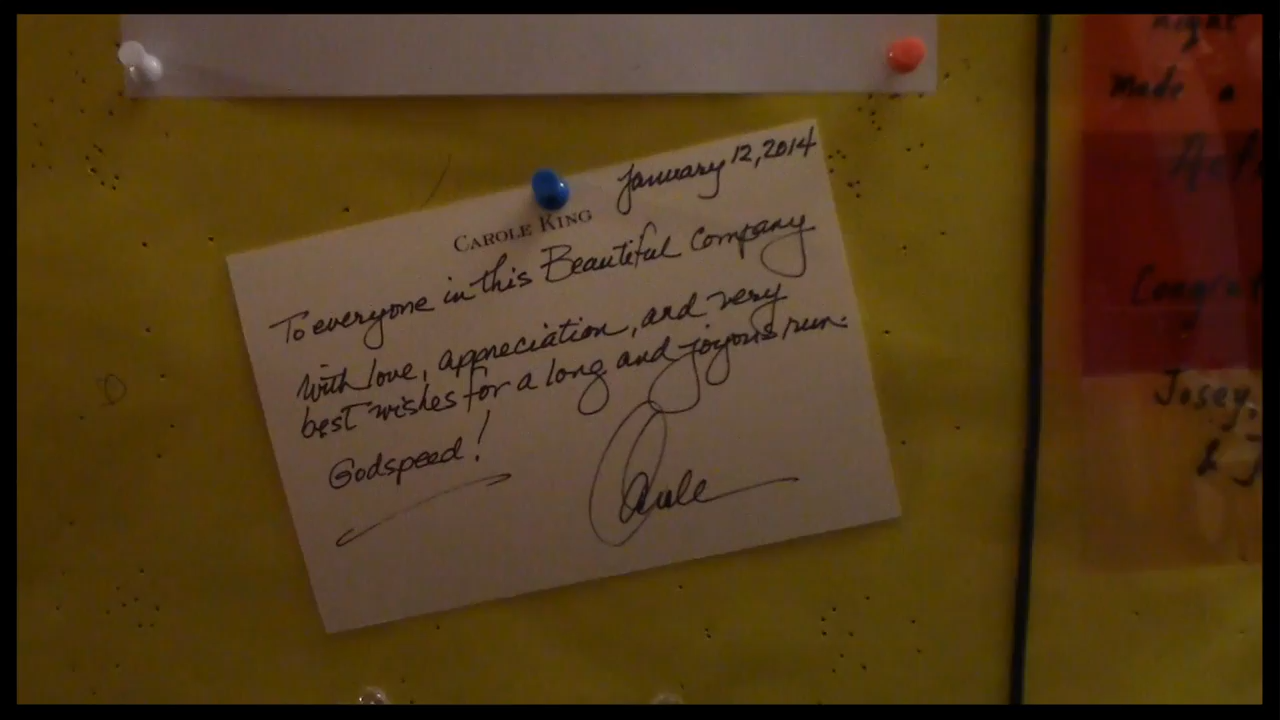 January 12, 2014
CAROLE KING
To everyone in this Beautiful Company
With love, appreciation, and very
best wishes for a long and joyous run.
Godspeed!
Carole
made a
Josey,
&